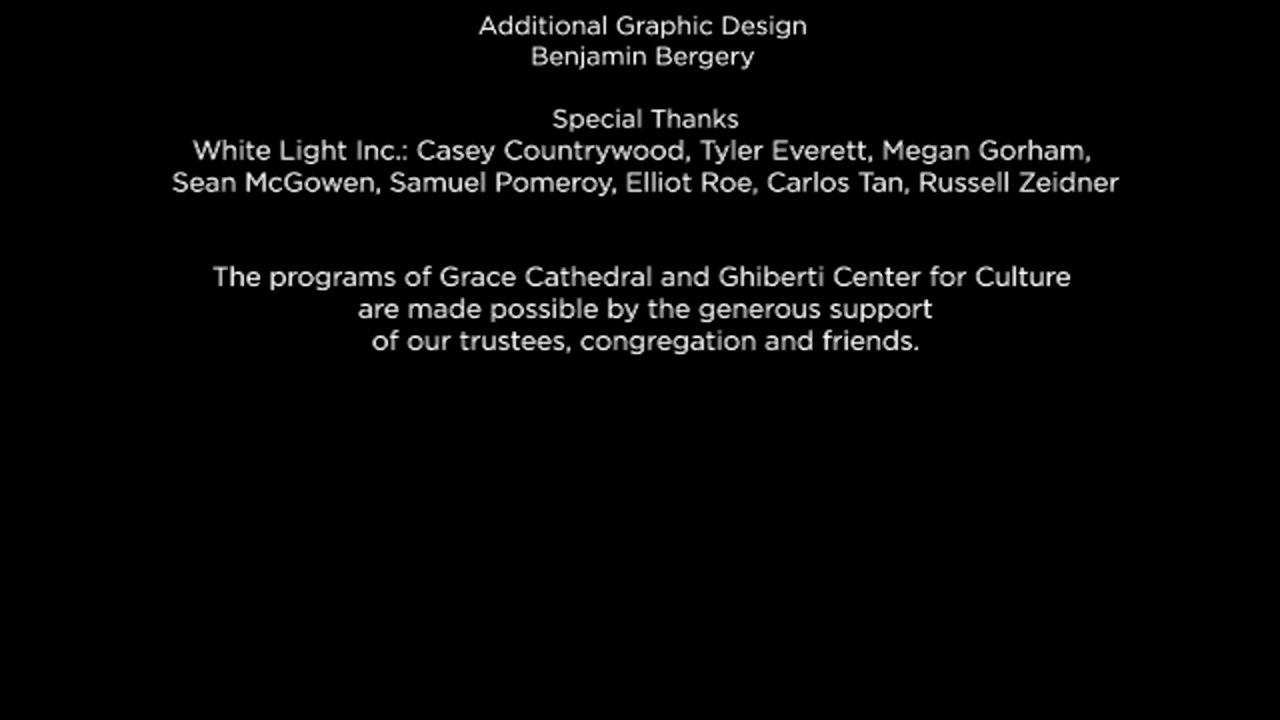 Additional Graphic Design
Benjamin Bergery
Special Thanks
White Light Inc.: Casey Countrywood, Tyler Everett, Megan Gorham,
Sean McGowen, Samuel Pomeroy, Elliot Roe, Carlos Tan, Russell Zeidner
The programs of Grace Cathedral and Ghiberti Center for Culture
are made possible by the generous support
of our trustees, congregation and friends.